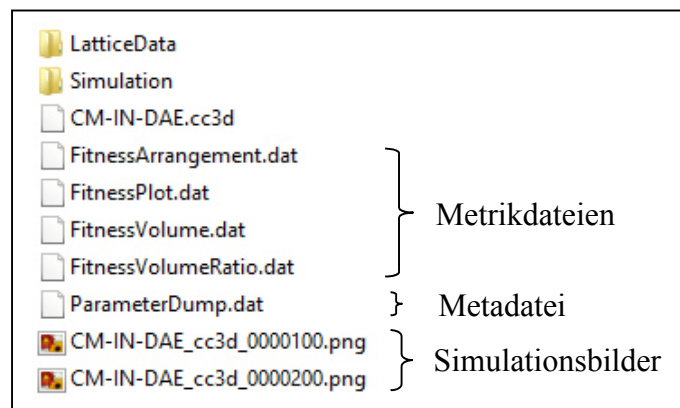 LatticeData
Simulation
CM-IN-DAE.cc3d
FitnessArrangement.dat
FitnessPlot.dat
FitnessVolume.dat
FitnessVolumeRatio.dat
ParameterDump.dat
CM-IN-DAE_cc3d_0000100.png
CM-IN-DAE_cc3d_0000200.png
Metrikdateien
Metadatei
Simulationsbilder